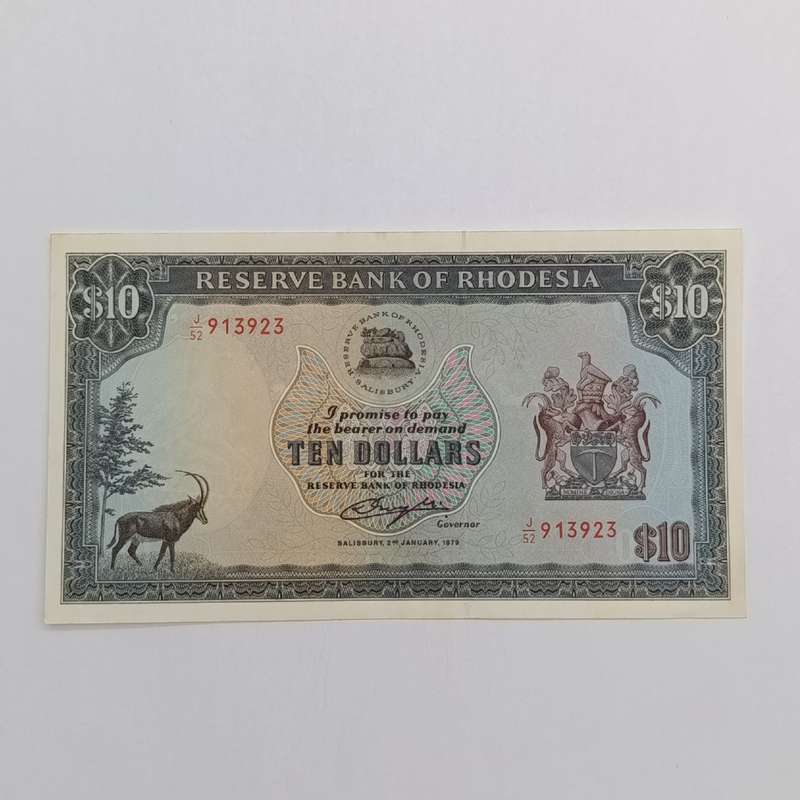 $10
RESERVE BANK OF RHODESIA
$10
J/52 913923
RESERVE BANK OF RHODESIA
SALISBURY
I promise to pay
the bearer on demand
TEN DOLLARS
FOR THE
RESERVE BANK OF RHODESIA
Governor
SALISBURY, 2ND JANUARY, 1979
J/52 913923
$10